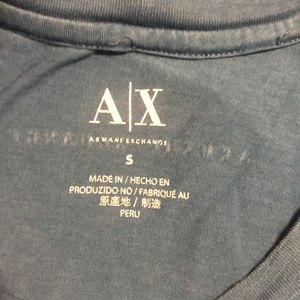 A|X
ARMANI EXCHANGE
S
MADE IN / HECHO EN
PRODUZIDO NO / FABRIQUÉ AU
原產地 / 制造
PERU